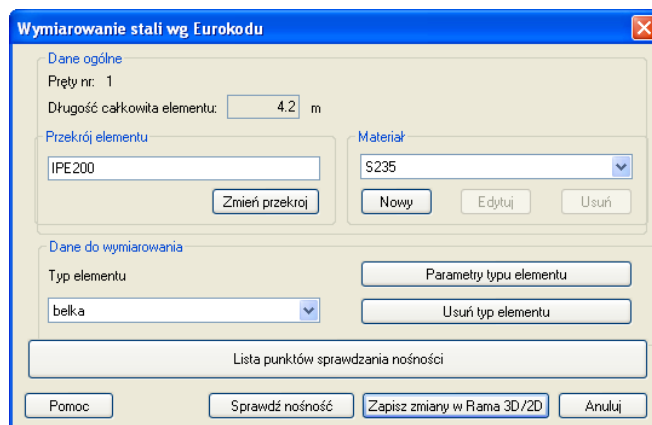 Wymiarowanie stali wg Eurokodu
Dane ogólne
Pręty nr: 1
Długość całkowita elementu: 4.2 m
Przekrój elementu
IPE200
Zmień przekroj
Materiał
S235
Nowy Edytuj Usuń
Dane do wymiarowania
Typ elementu
belka
Parametry typu elementu
Usuń typ elementu
Lista punktów sprawdzania nośności
Pomoc Sprawdź nośność Zapisz zmiany w Rama 3D/2D Anuluj